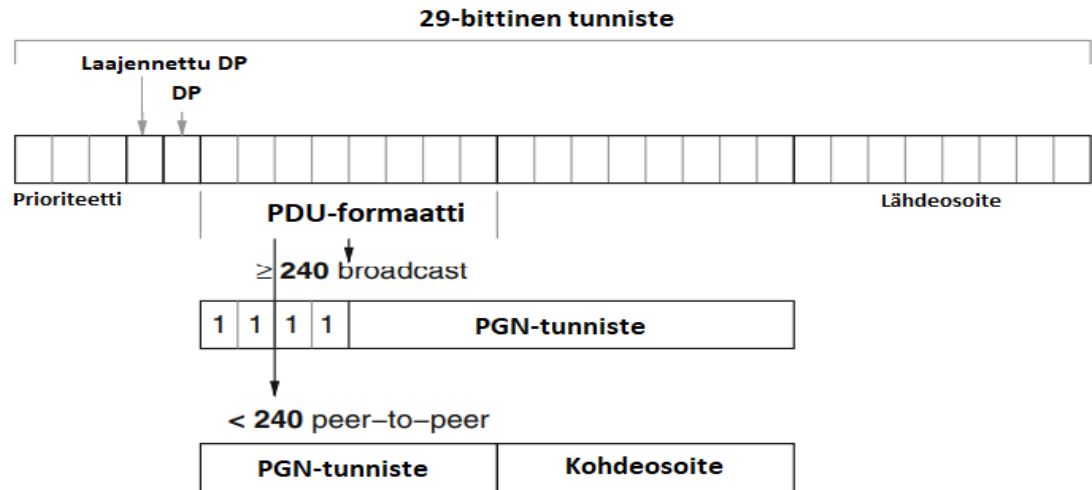 29-bittinen tunniste
Laajennettu DP
DP
Prioriteetti
Lähdeosoite
PDU-formaatti
≥ 240 broadcast
1 1 1 1 PGN-tunniste
< 240 peer–to–peer
PGN-tunniste Kohdeosoite